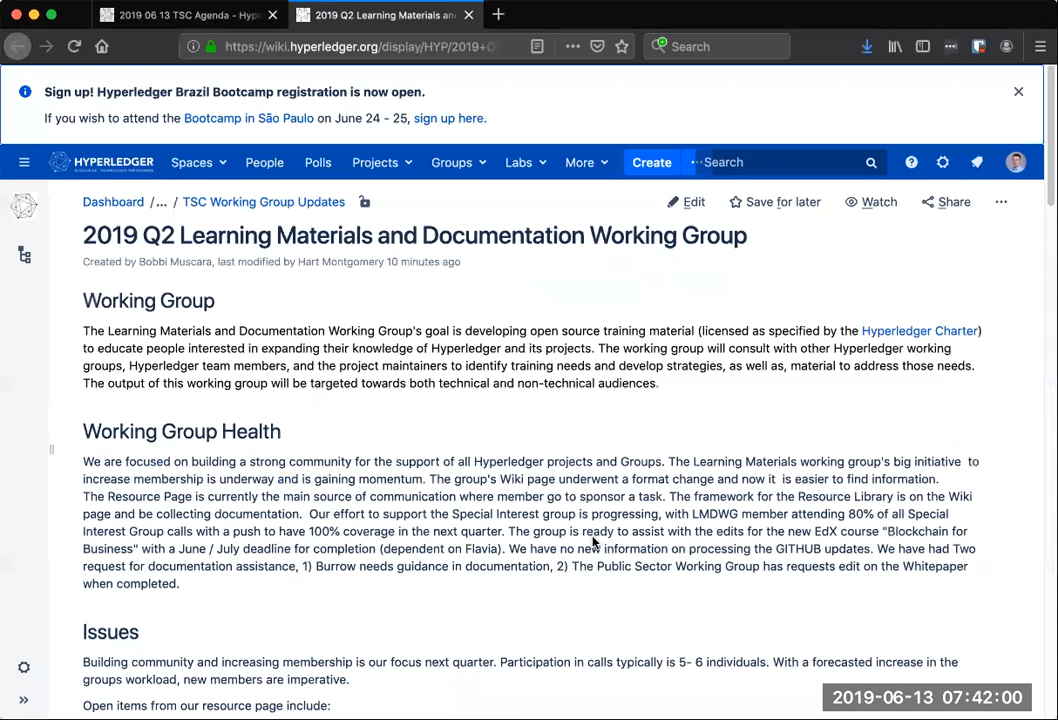 2019 06 13 TSC Agenda - Hype
2019 Q2 Learning Materials and
https://wiki.hyperledger.org/display/HYP/2019+Q
Search
Sign up! Hyperledger Brazil Bootcamp registration is now open.
If you wish to attend the Bootcamp in São Paulo on June 24 - 25, sign up here.
HYPERLEDGER
Spaces People Polls Projects Groups Labs More Create ··· Search
Dashboard /... / TSC Working Group Updates
Edit Save for later Watch Share ···
2019 Q2 Learning Materials and Documentation Working Group
Created by Bobbi Muscara, last modified by Hart Montgomery 10 minutes ago
Working Group
The Learning Materials and Documentation Working Group's goal is developing open source training material (licensed as specified by the Hyperledger Charter)
to educate people interested in expanding their knowledge of Hyperledger and its projects. The working group will consult with other Hyperledger working
groups, Hyperledger team members, and the project maintainers to identify training needs and develop strategies, as well as, material to address those needs.
The output of this working group will be targeted towards both technical and non-technical audiences.
Working Group Health
We are focused on building a strong community for the support of all Hyperledger projects and Groups. The Learning Materials working group's big initiative to
increase membership is underway and is gaining momentum. The group's Wiki page underwent a format change and now it is easier to find information.
The Resource Page is currently the main source of communication where member go to sponsor a task. The framework for the Resource Library is on the Wiki
page and be collecting documentation. Our effort to support the Special Interest group is progressing, with LMDWG member attending 80% of all Special
Interest Group calls with a push to have 100% coverage in the next quarter. The group is ready to assist with the edits for the new EdX course "Blockchain for
Business" with a June / July deadline for completion (dependent on Flavia). We have no new information on processing the GITHUB updates. We have had Two
request for documentation assistance, 1) Burrow needs guidance in documentation, 2) The Public Sector Working Group has requests edit on the Whitepaper
when completed.
Issues
Building community and increasing membership is our focus next quarter. Participation in calls typically is 5- 6 individuals. With a forecasted increase in the
groups workload, new members are imperative.
Open items from our resource page include:
2019-06-13 07:42:00